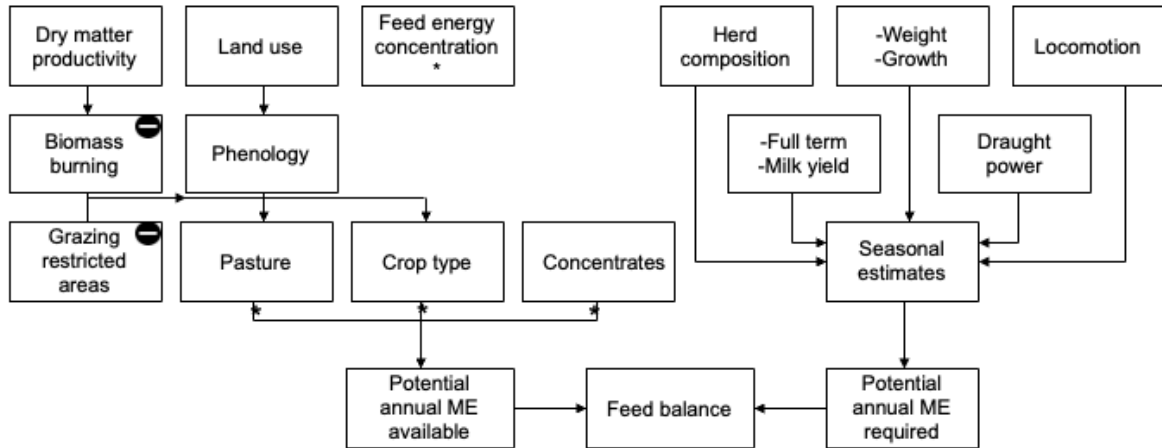 Dry matter
productivity
Land use
Feed energy
concentration
*
Herd
composition
-Weight
-Growth
Locomotion
Biomass
burning
Phenology
-Full term
-Milk yield
Draught
power
Grazing
restricted
areas
Pasture
Crop type
Concentrates
Seasonal
estimates
* * *
Potential
annual ME
available
Feed balance
Potential
annual ME
required